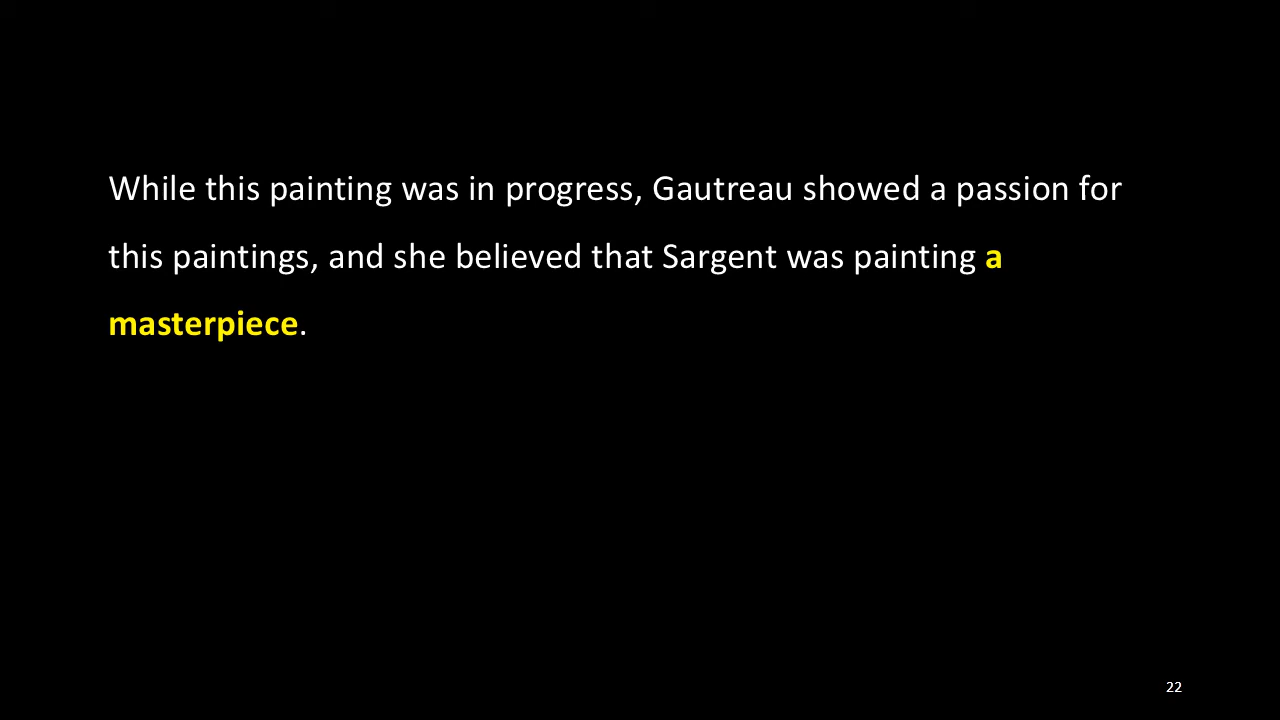 While this painting was in progress, Gautreau showed a passion for
this paintings, and she believed that Sargent was painting a
masterpiece.
22